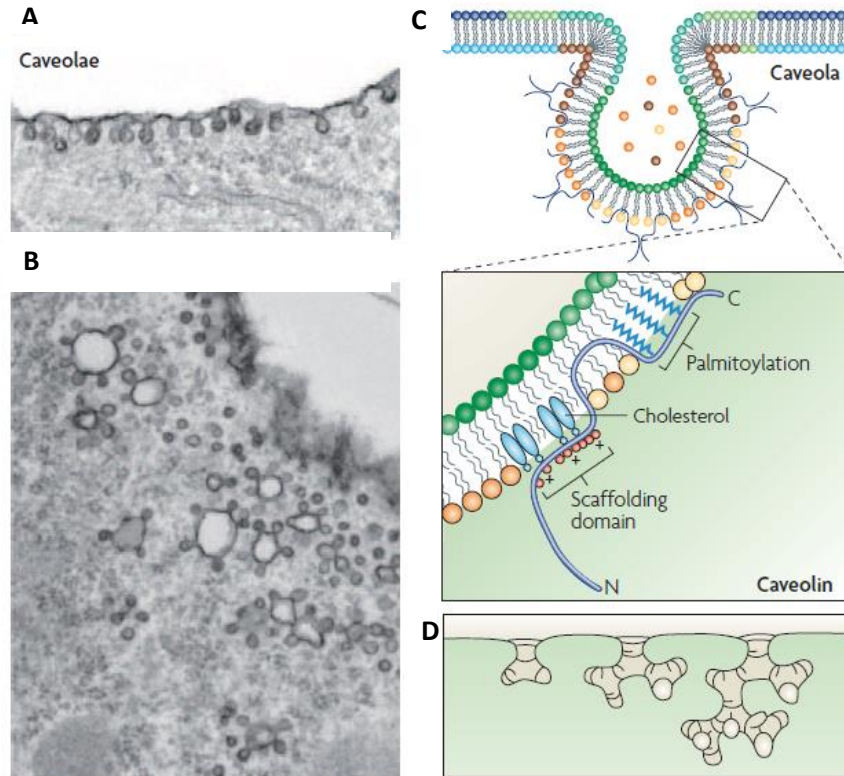 A
Caveolae
B
C
Caveola
C
Palmitoylation
Cholesterol
+
+
+
Scaffolding
domain
N
Caveolin
D